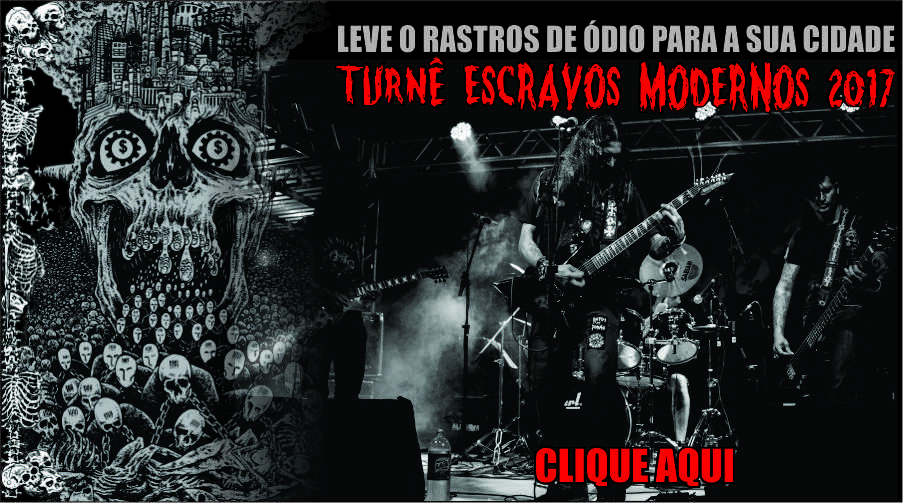 LEVE O RASTROS DE ÓDIO PARA A SUA CIDADE
TURNÊ ESCRAVOS MODERNOS 2017
$ $
CLIQUE AQUI